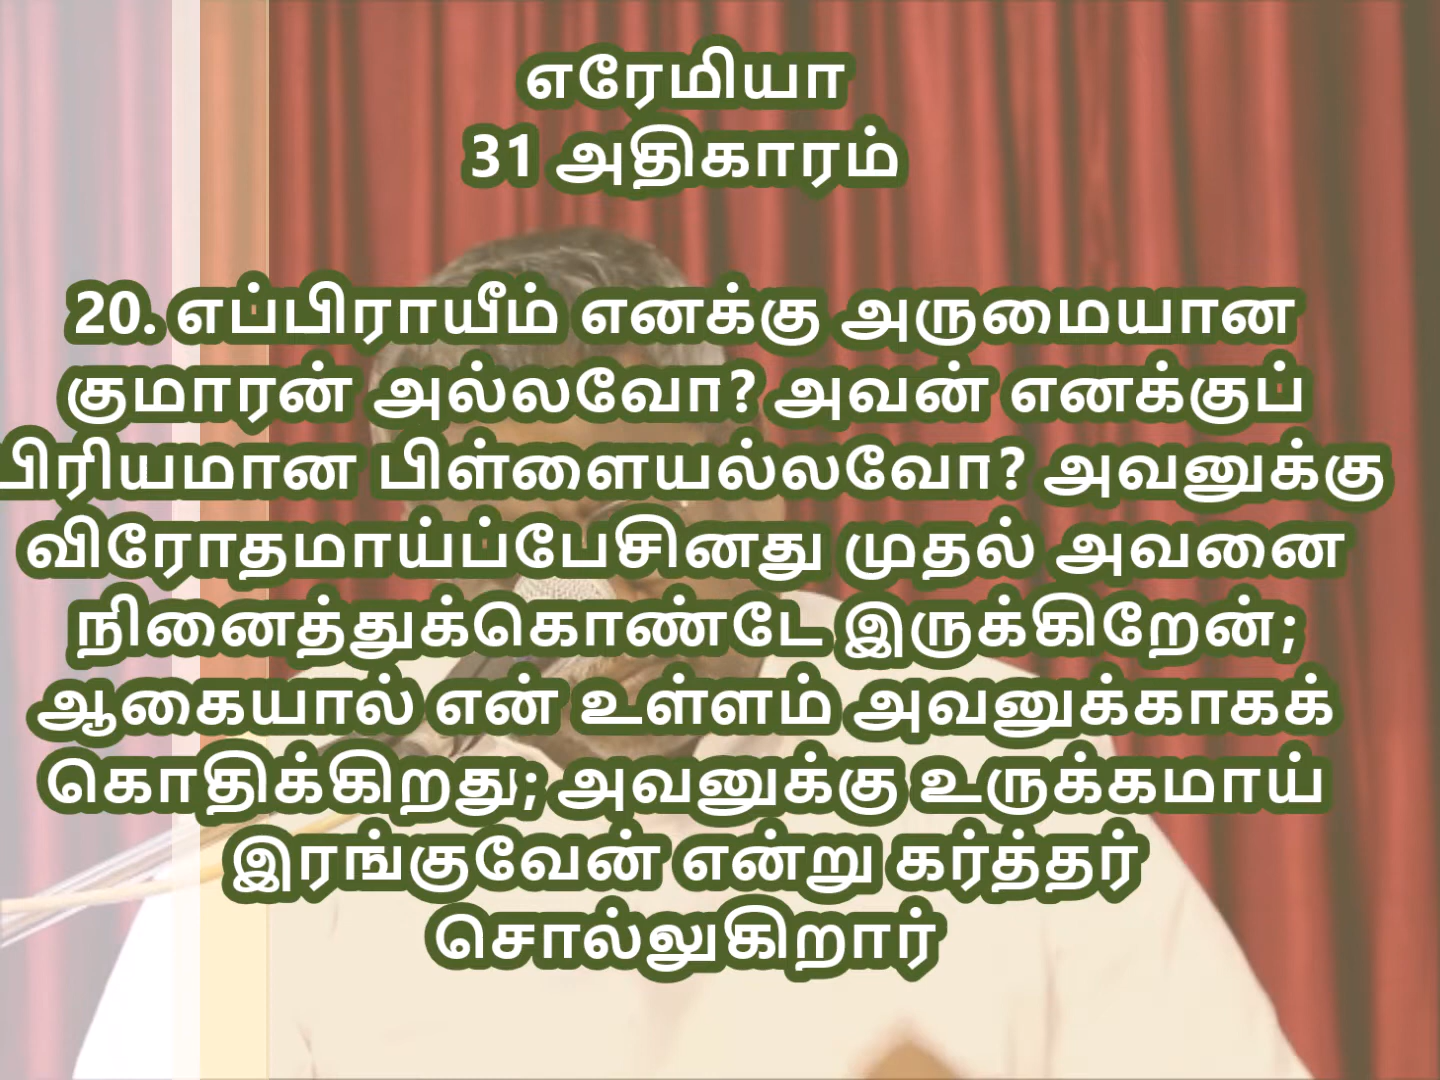 எரேமியா
31 அதிகாரம்
20. எப்பிராயீம் எனக்கு அருமையான
குமாரன் அல்லவோ? அவன் எனக்குப்
பிரியமான பிள்ளையல்லவோ? அவனுக்கு
விரோதமாய்ப்பேசினது முதல் அவனை
நினைத்துக்கொண்டே இருக்கிறேன்;
ஆகையால் என் உள்ளம் அவனுக்காகக்
கொதிக்கிறது; அவனுக்கு உருக்கமாய்
இரங்குவேன் என்று கர்த்தர்
சொல்லுகிறார்